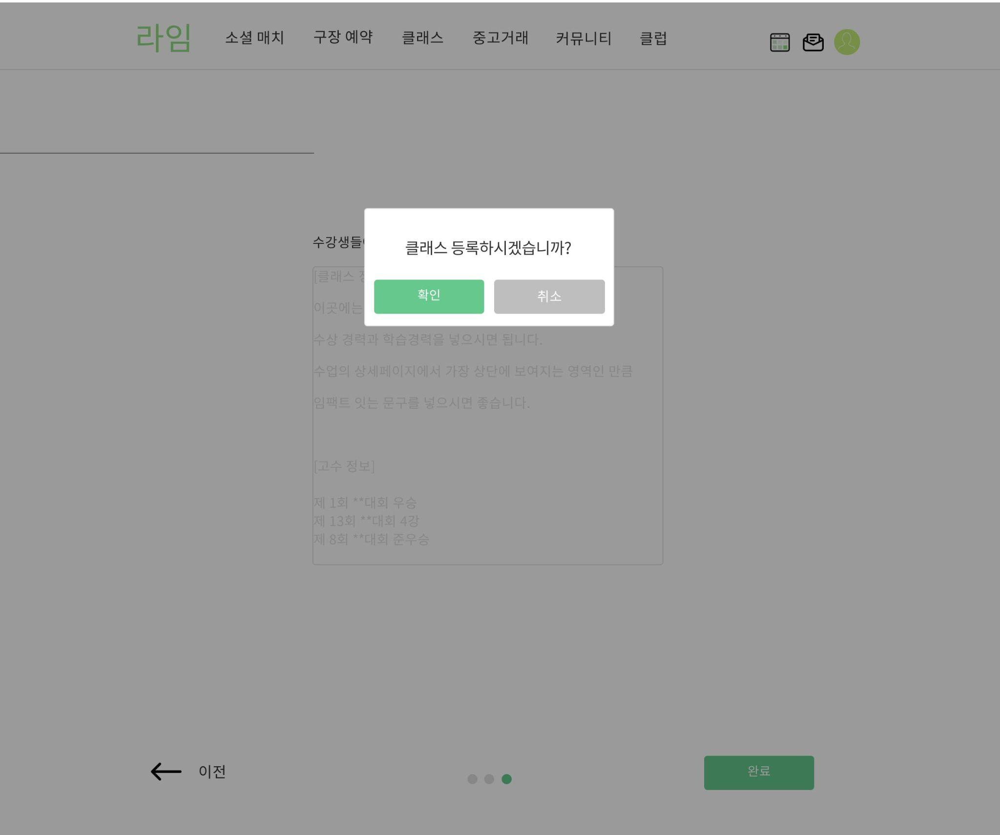 라임
소셜 매치
구장 예약
클래스
중고거래
커뮤니티
클럽
클래스 등록하시겠습니까?
확인
취소
수강생들
[클래스
이곳에는
수상 경력과 학습경력을 넣으시면 됩니다.
수업의 상세페이지에서 가장 상단에 보여지는 영역인 만큼
임팩트 잇는 문구를 넣으시면 좋습니다.
[고수 정보]
제 1회 **대회 우승
제 13회 **대회 4강
제 8회 **대회 준우승
이전
완료